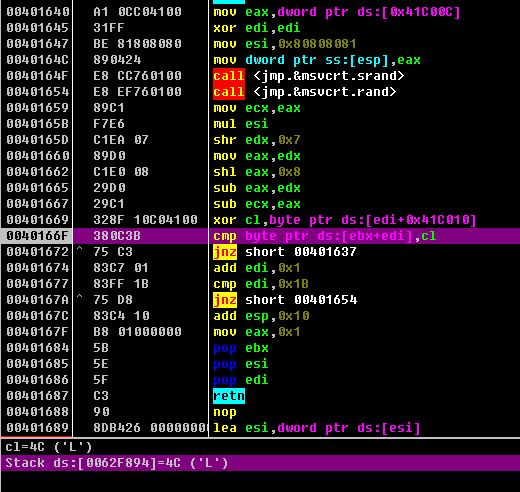 00401640 A1 0CC04100 mov eax,dword ptr ds:[0x41C00C]
00401645 31FF xor edi,edi
00401647 BE 81808080 mov esi,0x80808081
0040164C 890424 mov dword ptr ss:[esp],eax
0040164F E8 CC760100 call <jmp.&msvcrt.srand>
00401654 E8 EF760100 call <jmp.&msvcrt.rand>
00401659 89C1 mov ecx,eax
0040165B F7E6 mul esi
0040165D C1EA 07 shr edx,0x7
00401660 89D0 mov eax,edx
00401662 C1E0 08 shl eax,0x8
00401665 29D0 sub eax,edx
00401667 29C1 sub ecx,eax
00401669 328F 10C04100 xor cl,byte ptr ds:[edi+0x41C010]
0040166F 380C3B cmp byte ptr ds:[ebx+edi],cl
00401672 ^ 75 C3 jnz short 00401637
00401674 83C7 01 add edi,0x1
00401677 83FF 1B cmp edi,0x1B
0040167A ^ 75 D8 jnz short 00401654
0040167C 83C4 10 add esp,0x10
0040167F B8 01000000 mov eax,0x1
00401684 5B pop ebx
00401685 5E pop esi
00401686 5F pop edi
00401687 C3 retn
00401688 90 nop
00401689 8DB426 0000000 lea esi,dword ptr ds:[esi]
cl=4C ('L')
Stack ds:[0062F894]=4C ('L')